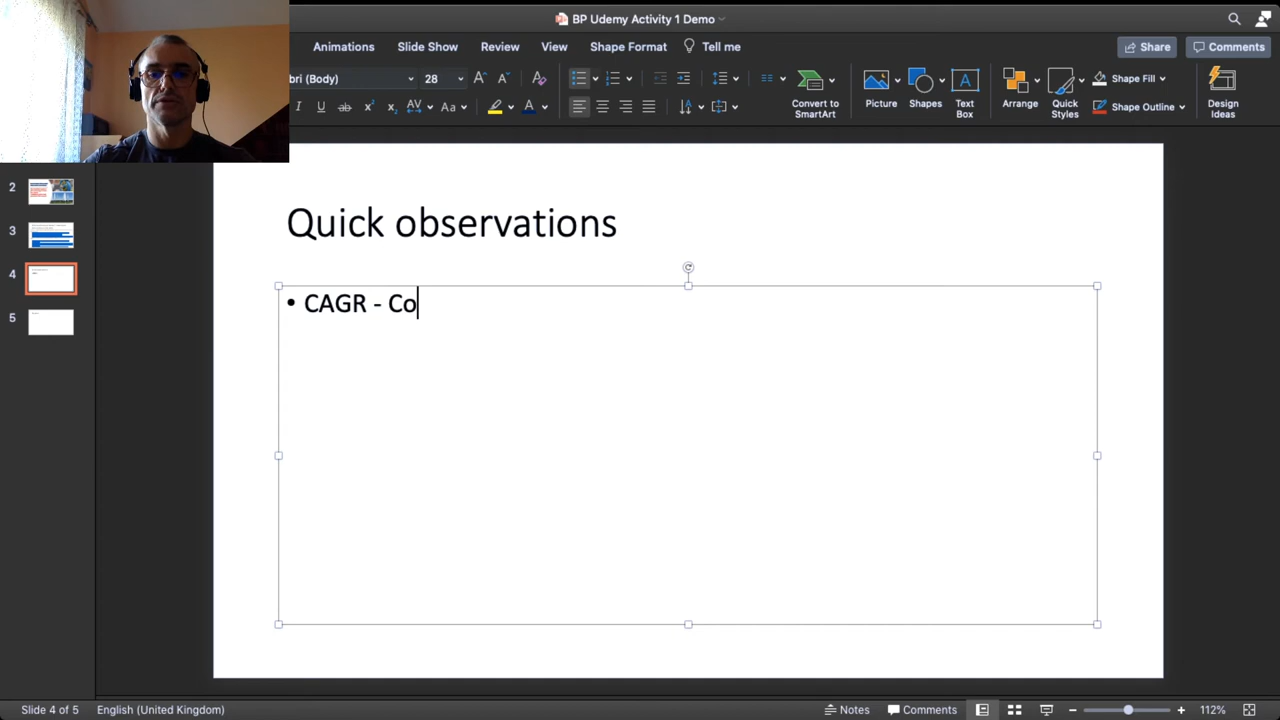 BP Udemy Activity 1 Demo
Animations Slide Show Review View Shape Format Tell me Share Comments
bri (Body) 28
Convert to SmartArt
Picture
Shapes
Text Box
Arrange
Quick Styles
Shape Fill
Shape Outline
Design Ideas
2
3
4
5
Quick observations
• CAGR - Co
Slide 4 of 5 English (United Kingdom) Notes Comments 112%